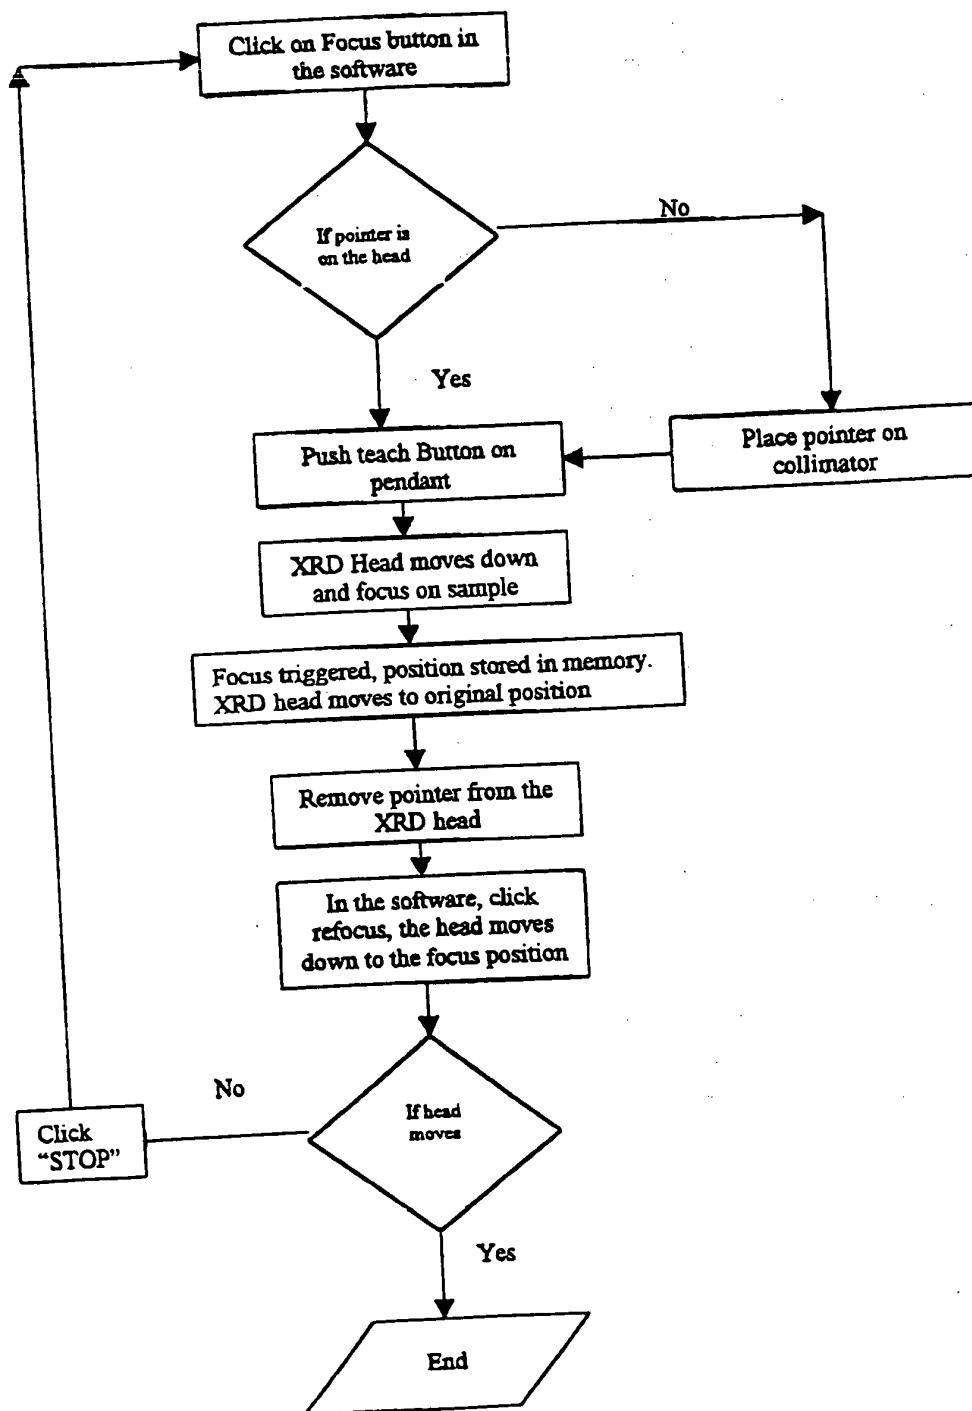 Click on Focus button in
the software
If pointer is
on the head
No
Yes
Push teach Button on
pendant
Place pointer on
collimator
XRD Head moves down
and focus on sample
Focus triggered, position stored in memory.
XRD head moves to original position
Remove pointer from the
XRD head
In the software, click
refocus, the head moves
down to the focus position
If head
moves
No
Click
“STOP”
Yes
End